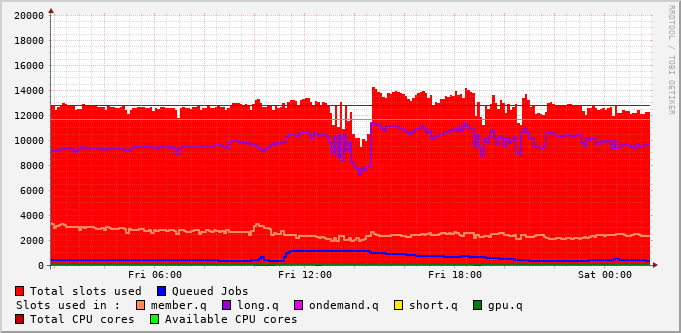 20000
18000
16000
14000
12000
10000
8000
6000
4000
2000
0
Fri 06:00 Fri 12:00 Fri 18:00 Sat 00:00
Total slots used Queued Jobs
Slots used in : member.q long.q ondemand.q short.q gpu.q
Total CPU cores Available CPU cores
RRDTOOL / TOBI OETIKER